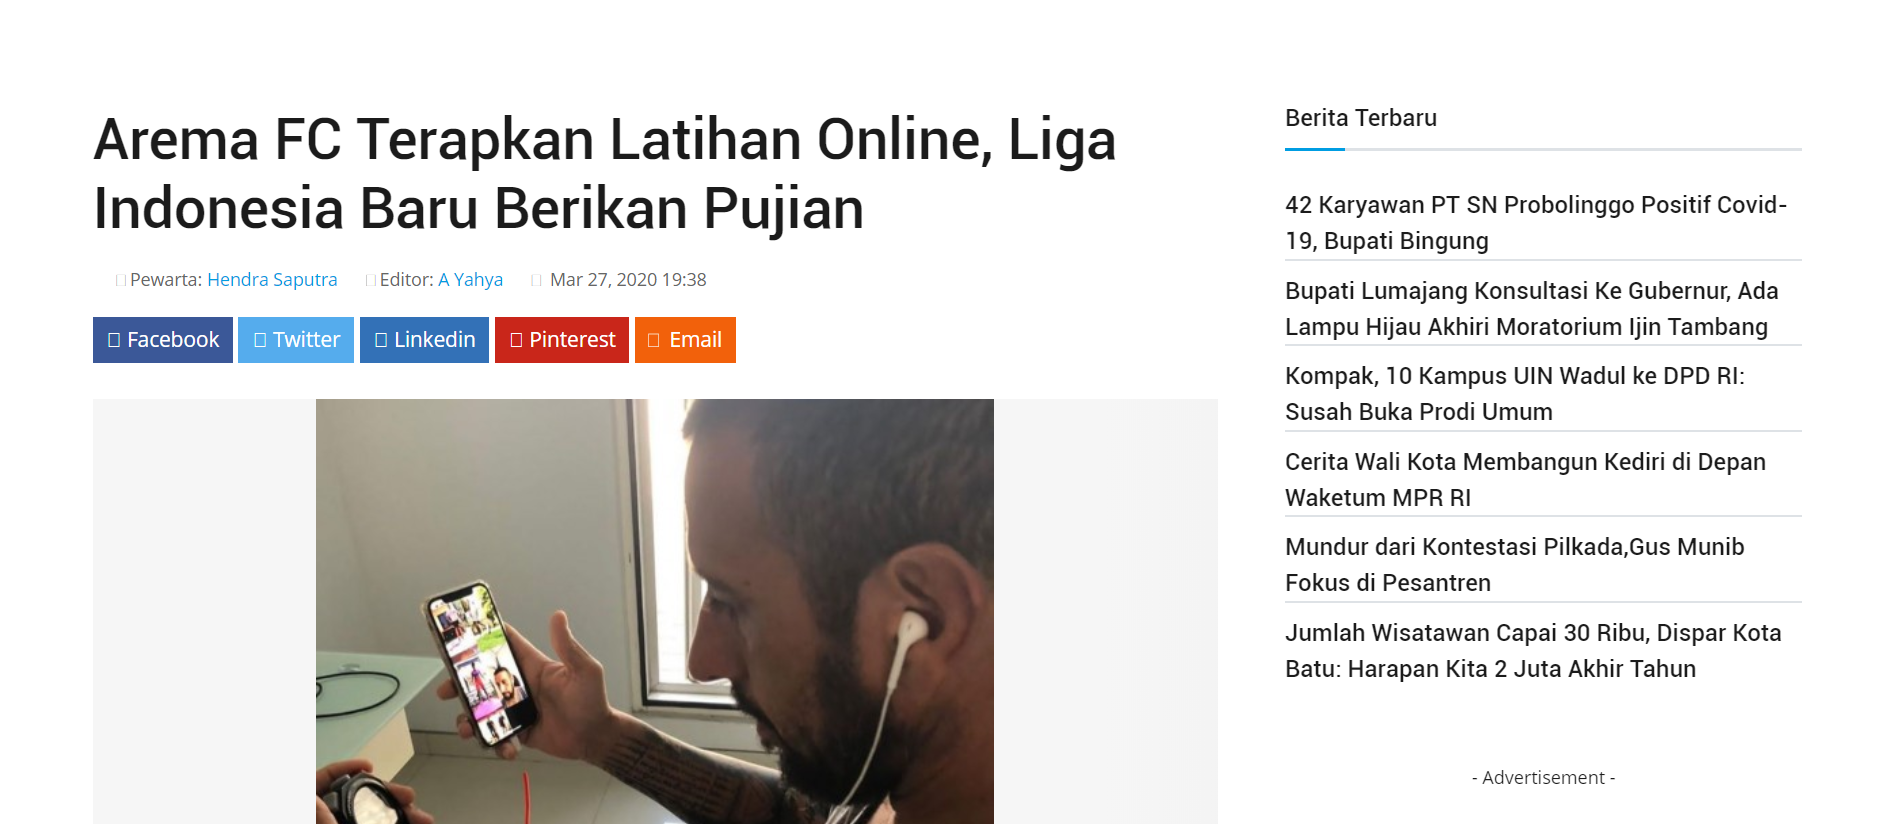 Arema FC Terapkan Latihan Online, Liga
Indonesia Baru Berikan Pujian
Pewarta: Hendra Saputra Editor: A Yahya Mar 27, 2020 19:38
Facebook Twitter Linkedin Pinterest Email
Berita Terbaru
42 Karyawan PT SN Probolinggo Positif Covid-
19, Bupati Bingung
Bupati Lumajang Konsultasi Ke Gubernur, Ada
Lampu Hijau Akhiri Moratorium Ijin Tambang
Kompak, 10 Kampus UIN Wadul ke DPD RI:
Susah Buka Prodi Umum
Cerita Wali Kota Membangun Kediri di Depan
Waketum MPR RI
Mundur dari Kontestasi Pilkada,Gus Munib
Fokus di Pesantren
Jumlah Wisatawan Capai 30 Ribu, Dispar Kota
Batu: Harapan Kita 2 Juta Akhir Tahun
- Advertisement -